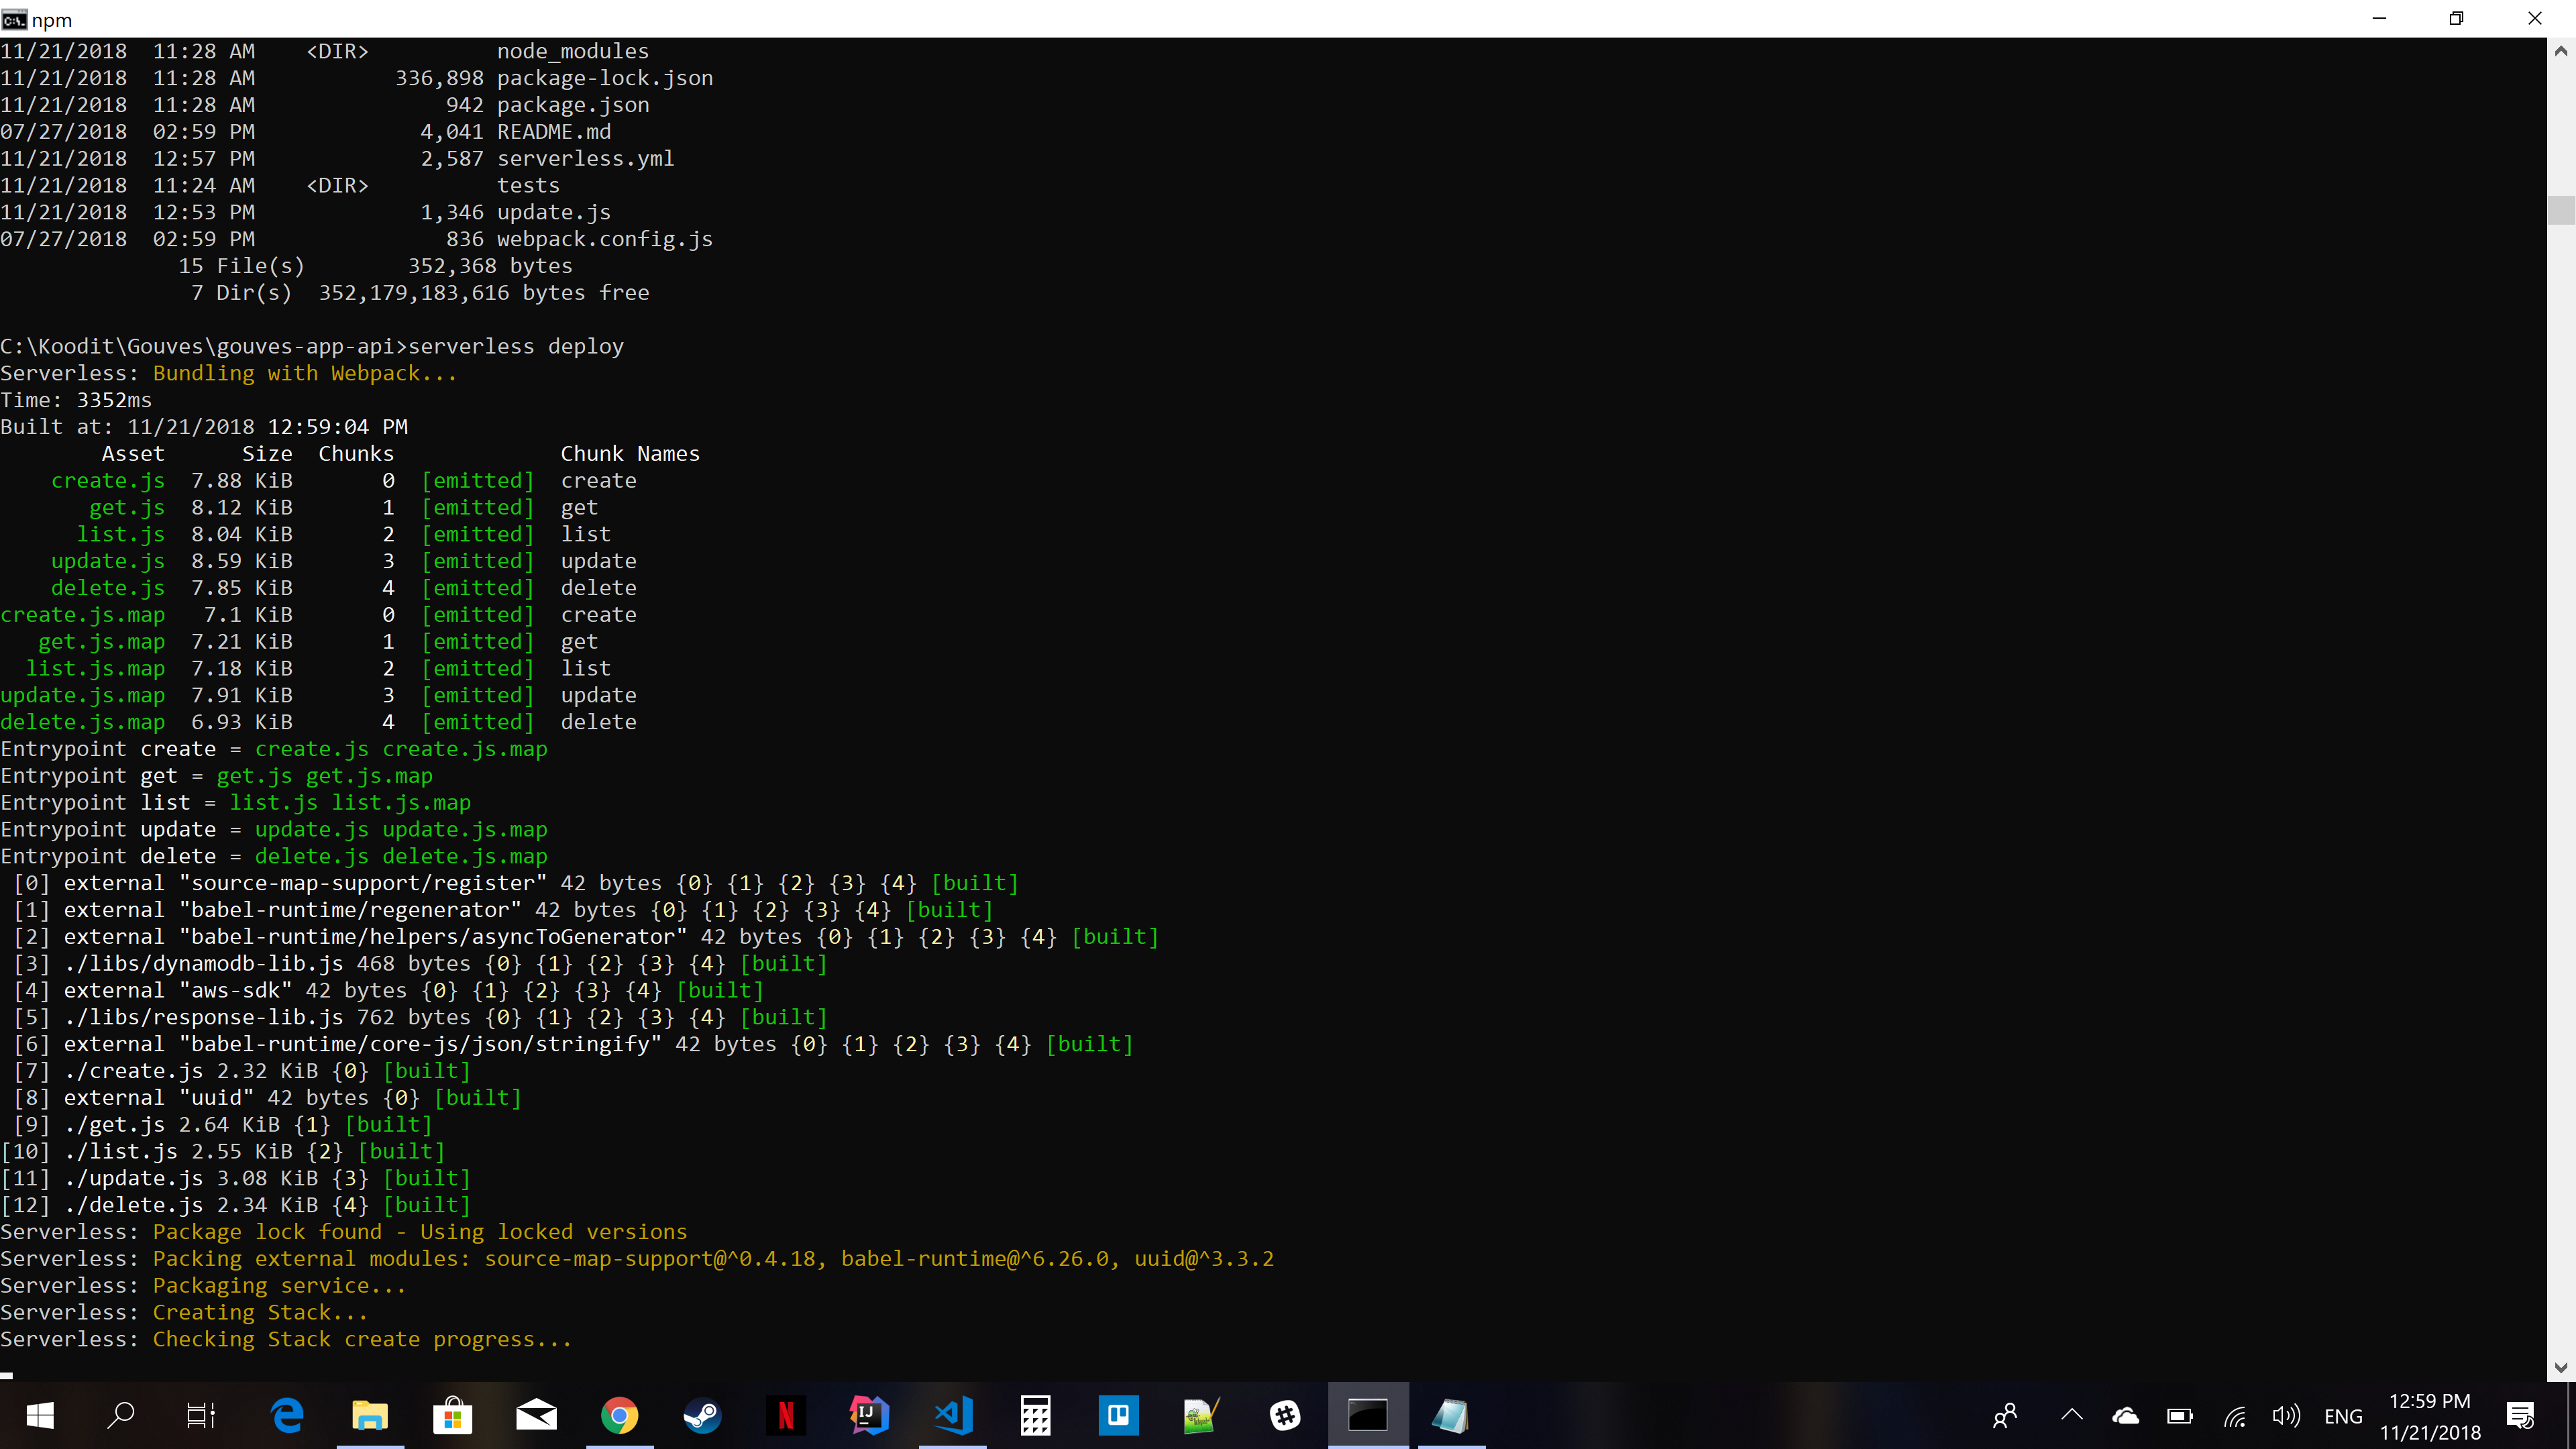 npm
11/21/2018  11:28 AM    <DIR>          node_modules
11/21/2018  11:28 AM           336,898 package-lock.json
11/21/2018  11:28 AM               942 package.json
07/27/2018  02:59 PM             4,041 README.md
11/21/2018  12:57 PM             2,587 serverless.yml
11/21/2018  11:24 AM    <DIR>          tests
11/21/2018  12:53 PM             1,346 update.js
07/27/2018  02:59 PM               836 webpack.config.js
15 File(s)        352,368 bytes
7 Dir(s)  352,179,183,616 bytes free
C:\Koodit\Gouves\gouves-app-api>serverless deploy
Serverless: Bundling with Webpack...
Time: 3352ms
Built at: 11/21/2018 12:59:04 PM
Asset      Size  Chunks             Chunk Names
create.js  7.88 KiB       0  [emitted]  create
get.js  8.12 KiB       1  [emitted]  get
list.js  8.04 KiB       2  [emitted]  list
update.js  8.59 KiB       3  [emitted]  update
delete.js  7.85 KiB       4  [emitted]  delete
create.js.map   7.1 KiB       0  [emitted]  create
get.js.map  7.21 KiB       1  [emitted]  get
list.js.map  7.18 KiB       2  [emitted]  list
update.js.map  7.91 KiB       3  [emitted]  update
delete.js.map  6.93 KiB       4  [emitted]  delete
Entrypoint create = create.js create.js.map
Entrypoint get = get.js get.js.map
Entrypoint list = list.js list.js.map
Entrypoint update = update.js update.js.map
Entrypoint delete = delete.js delete.js.map
[0] external "source-map-support/register" 42 bytes {0} {1} {2} {3} {4} [built]
[1] external "babel-runtime/regenerator" 42 bytes {0} {1} {2} {3} {4} [built]
[2] external "babel-runtime/helpers/asyncToGenerator" 42 bytes {0} {1} {2} {3} {4} [built]
[3] ./libs/dynamodb-lib.js 468 bytes {0} {1} {2} {3} {4} [built]
[4] external "aws-sdk" 42 bytes {0} {1} {2} {3} {4} [built]
[5] ./libs/response-lib.js 762 bytes {0} {1} {2} {3} {4} [built]
[6] external "babel-runtime/core-js/json/stringify" 42 bytes {0} {1} {2} {3} {4} [built]
[7] ./create.js 2.32 KiB {0} [built]
[8] external "uuid" 42 bytes {0} [built]
[9] ./get.js 2.64 KiB {1} [built]
[10] ./list.js 2.55 KiB {2} [built]
[11] ./update.js 3.08 KiB {3} [built]
[12] ./delete.js 2.34 KiB {4} [built]
Serverless: Package lock found - Using locked versions
Serverless: Packing external modules: source-map-support@^0.4.18, babel-runtime@^6.26.0, uuid@^3.3.2
Serverless: Packaging service...
Serverless: Creating Stack...
Serverless: Checking Stack create progress...
ENG
12:59 PM
11/21/2018